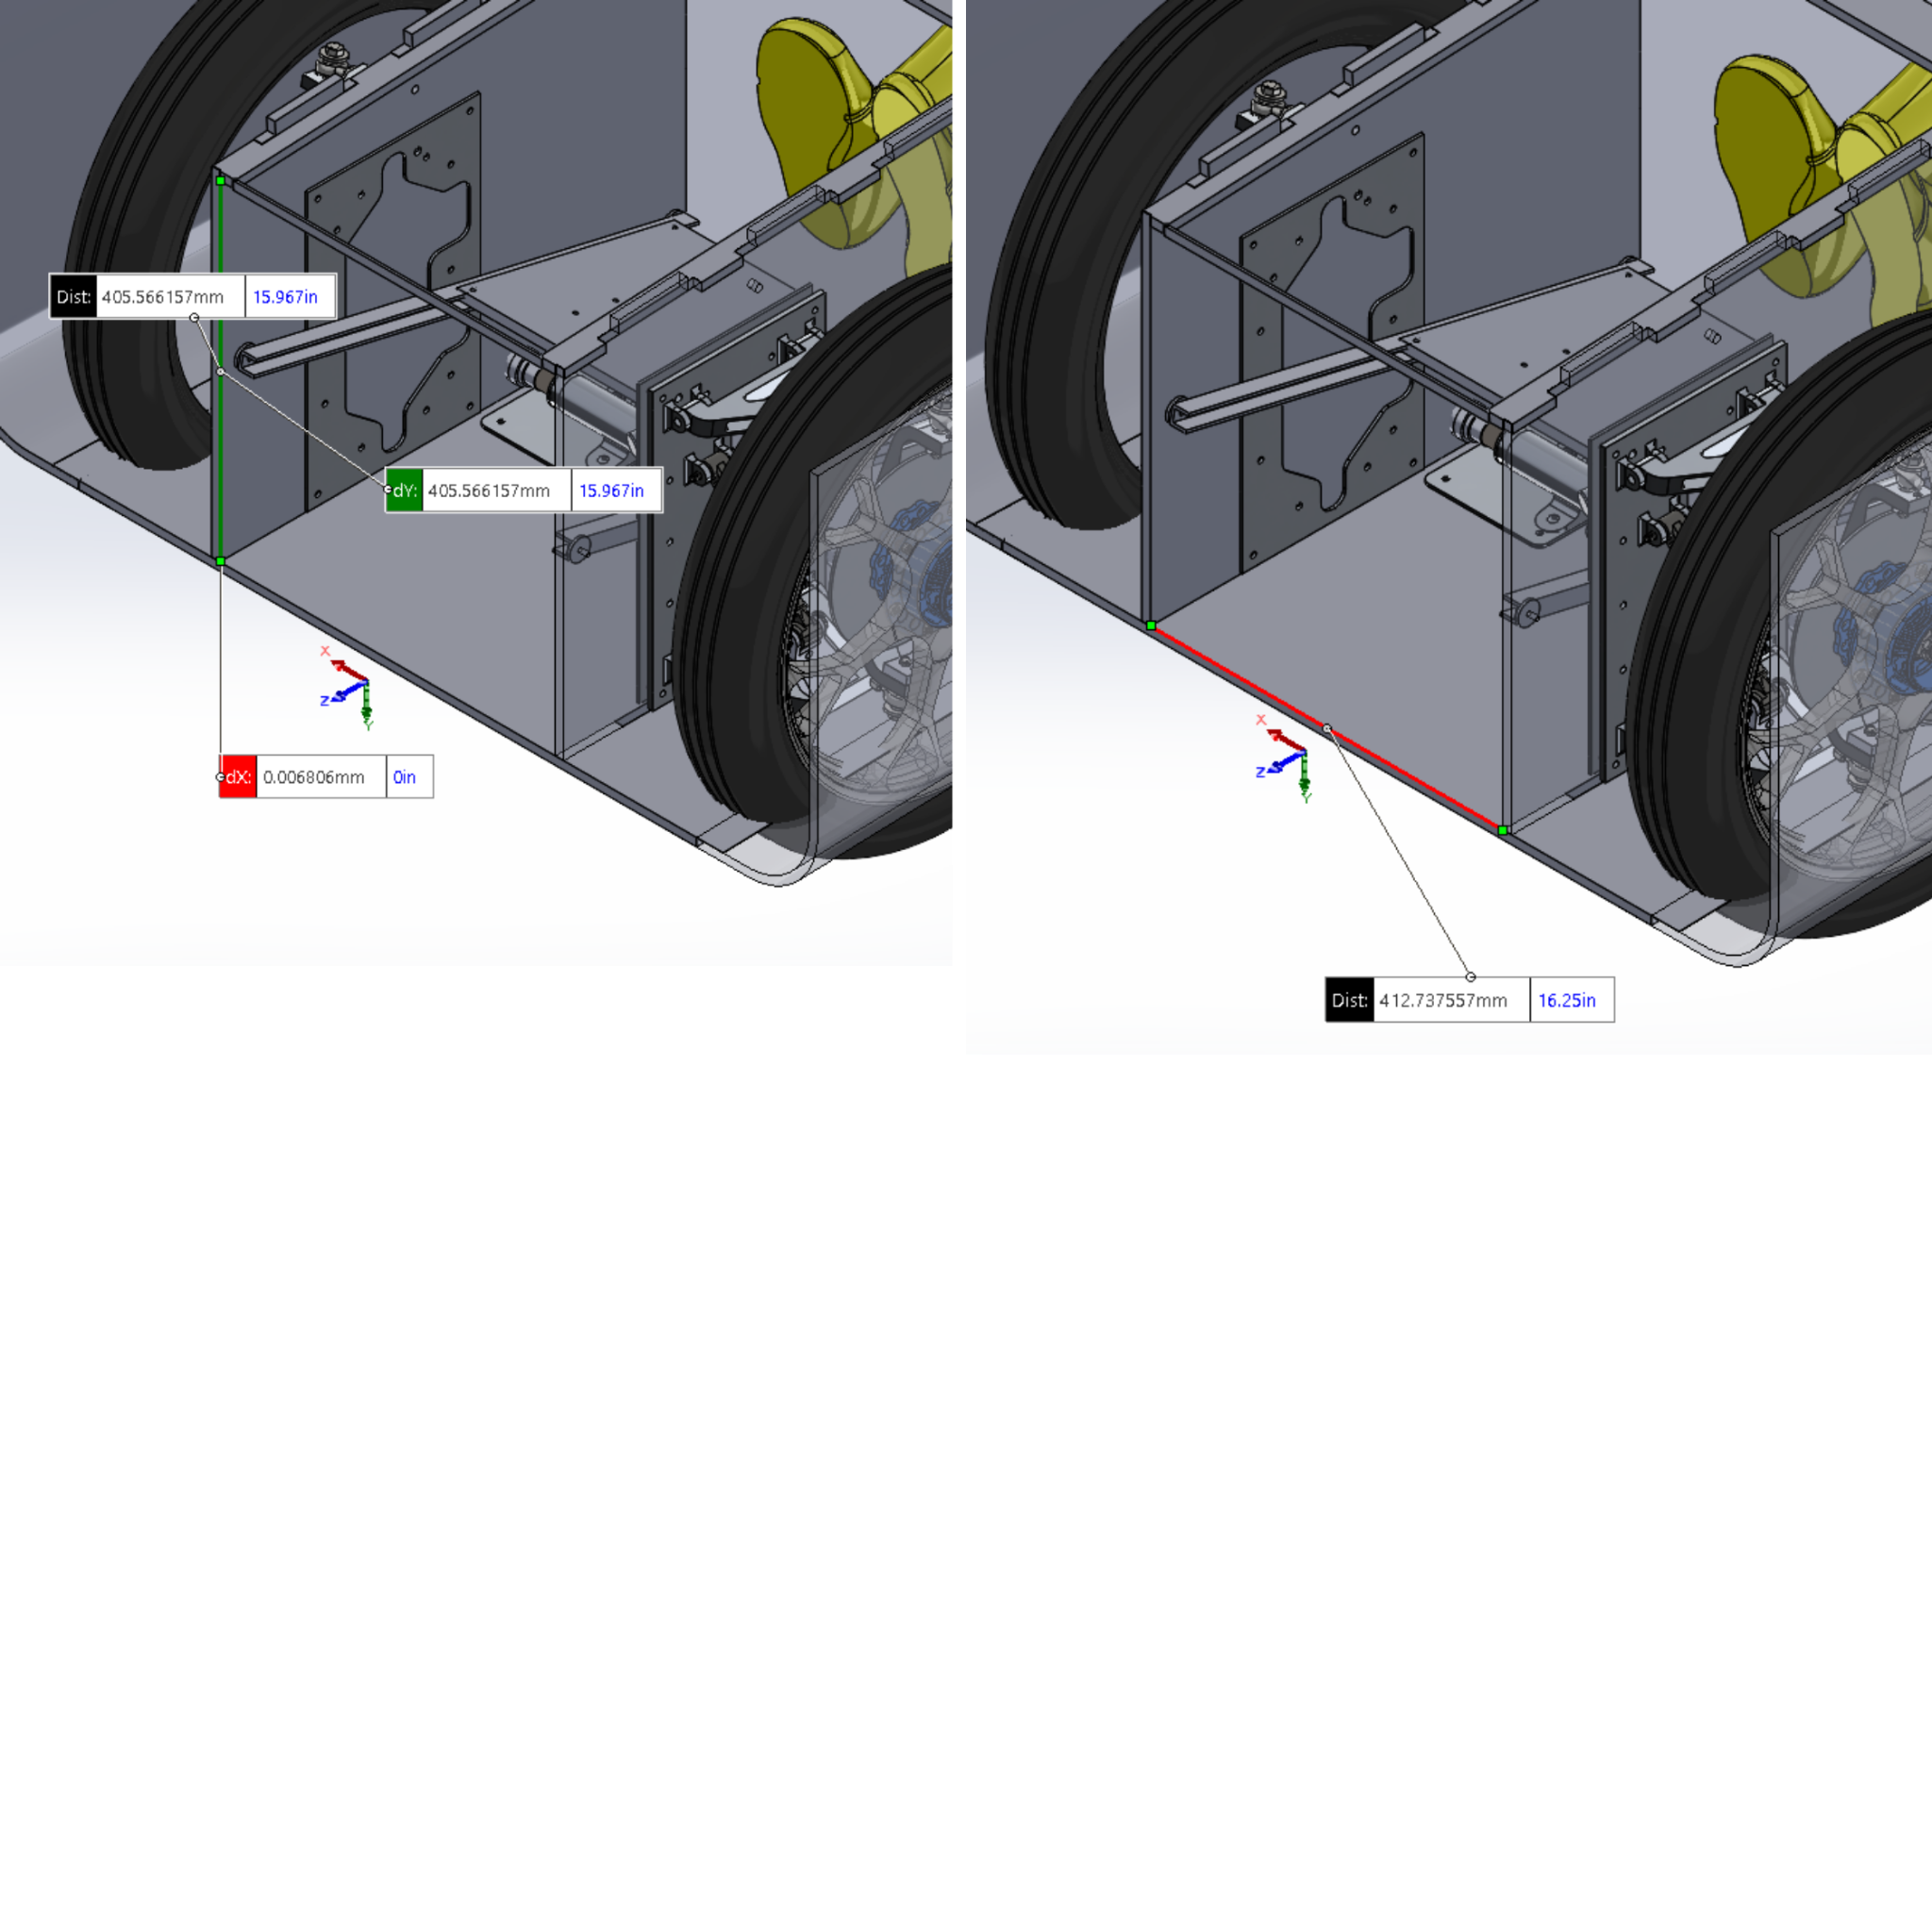 Dist: 405.566157mm 15.967in
dY: 405.566157mm 15.967in
X
Z
Y
dX: 0.006806mm 0in
X
Z
Y
Dist: 412.737557mm 16.25in